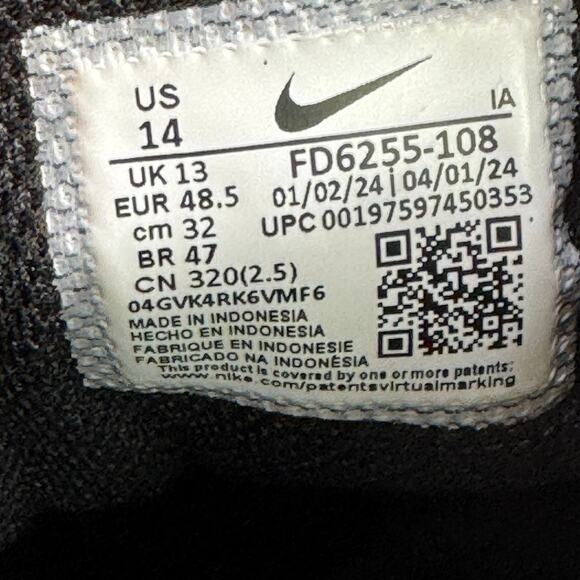 US
14
IA
UK 13
EUR 48.5
cm 32
BR 47
CN 320(2.5)
FD6255-108
01/02/24 | 04/01/24
UPC 00197597450353
04GVK4RK6VMF6
MADE IN INDONESIA
HECHO EN INDONESIA
FABRIQUE EN INDONESIE
FABRICADO NA INDONÉSIA
This product is covered by one or more patents:
www.nike.com/patentsvirtualmarking